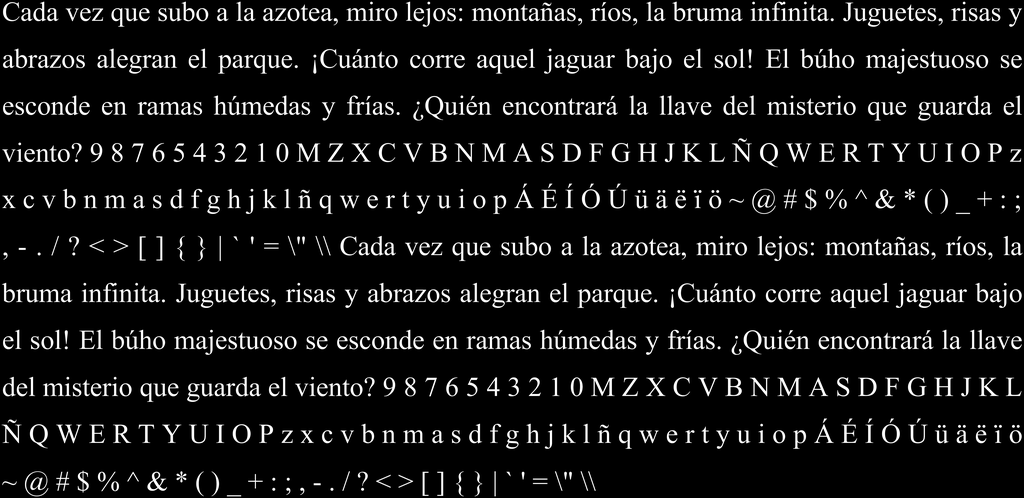 Cada vez que subo a la azotea, miro lejos: montañas, ríos, la bruma infinita. Juguetes, risas y
abrazos alegran el parque. ¡Cuánto corre aquel jaguar bajo el sol! El búho majestuoso se
esconde en ramas húmedas y frías. ¿Quién encontrará la llave del misterio que guarda el
viento? 9 8 7 6 5 4 3 2 1 0 M Z X C V B N M A S D F G H J K L Ñ Q W E R T Y U I O P z
x c v b n m a s d f g h j k l ñ q w e r t y u i o p Á É Í Ó Ú ü ä ë ï ö ~ @ # $ % ^ & * ( ) _ + : ;
, - . / ? < > [ ] { } | ` ' = \" \\ Cada vez que subo a la azotea, miro lejos: montañas, ríos, la
bruma infinita. Juguetes, risas y abrazos alegran el parque. ¡Cuánto corre aquel jaguar bajo
el sol! El búho majestuoso se esconde en ramas húmedas y frías. ¿Quién encontrará la llave
del misterio que guarda el viento? 9 8 7 6 5 4 3 2 1 0 M Z X C V B N M A S D F G H J K L
Ñ Q W E R T Y U I O P z x c v b n m a s d f g h j k l ñ q w e r t y u i o p Á É Í Ó Ú ü ä ë ï ö
~ @ # $ % ^ & * ( ) _ + : ; , - . / ? < > [ ] { } | ` ' = \" \\